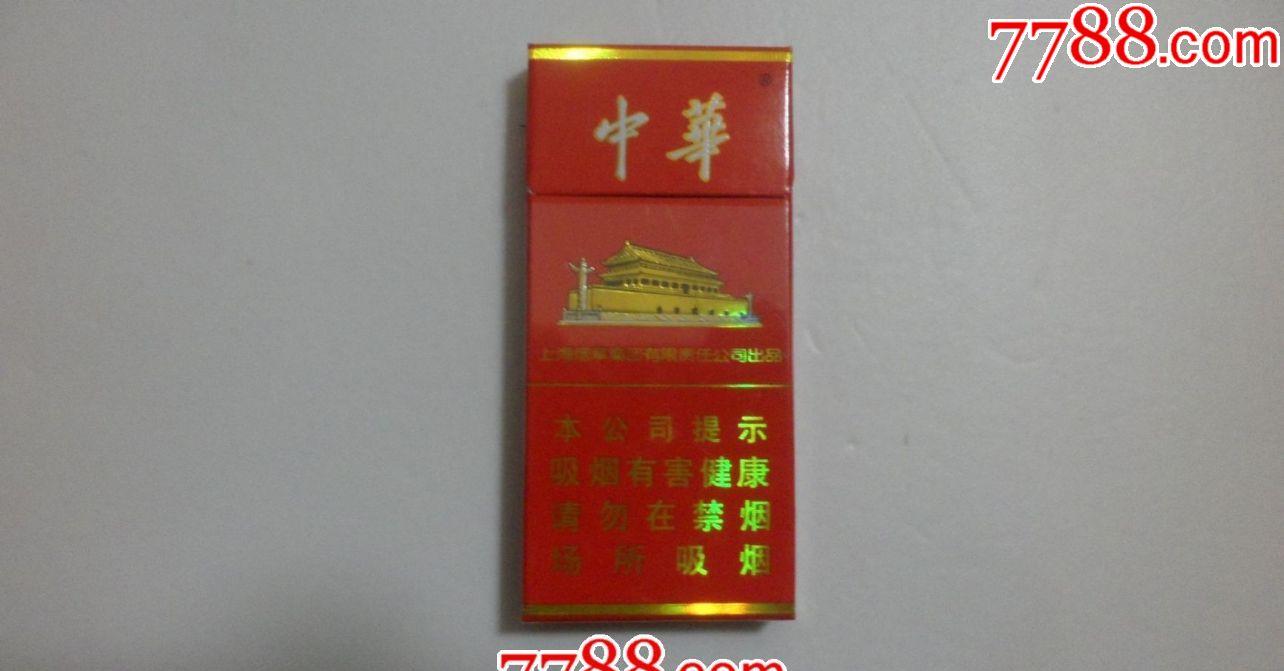 7788.com
®
中華
上海烟草集团有限责任公司出品
本公司提示
吸烟有害健康
请勿在禁烟
场所吸烟
7788.com